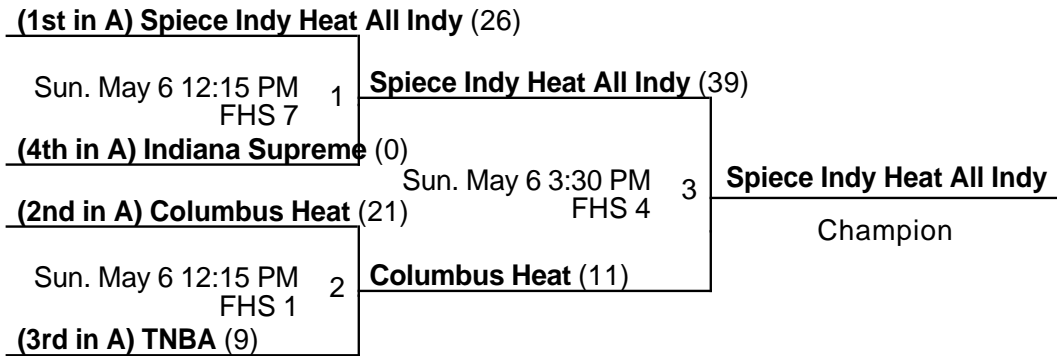 (1st in A) Spiece Indy Heat All Indy (26)
Sun. May 6 12:15 PM
FHS 7
1
Spiece Indy Heat All Indy (39)
(4th in A) Indiana Supreme (0)
Sun. May 6 3:30 PM
FHS 4
3
Spiece Indy Heat All Indy
Champion
(2nd in A) Columbus Heat (21)
Sun. May 6 12:15 PM
FHS 1
2
Columbus Heat (11)
(3rd in A) TNBA (9)